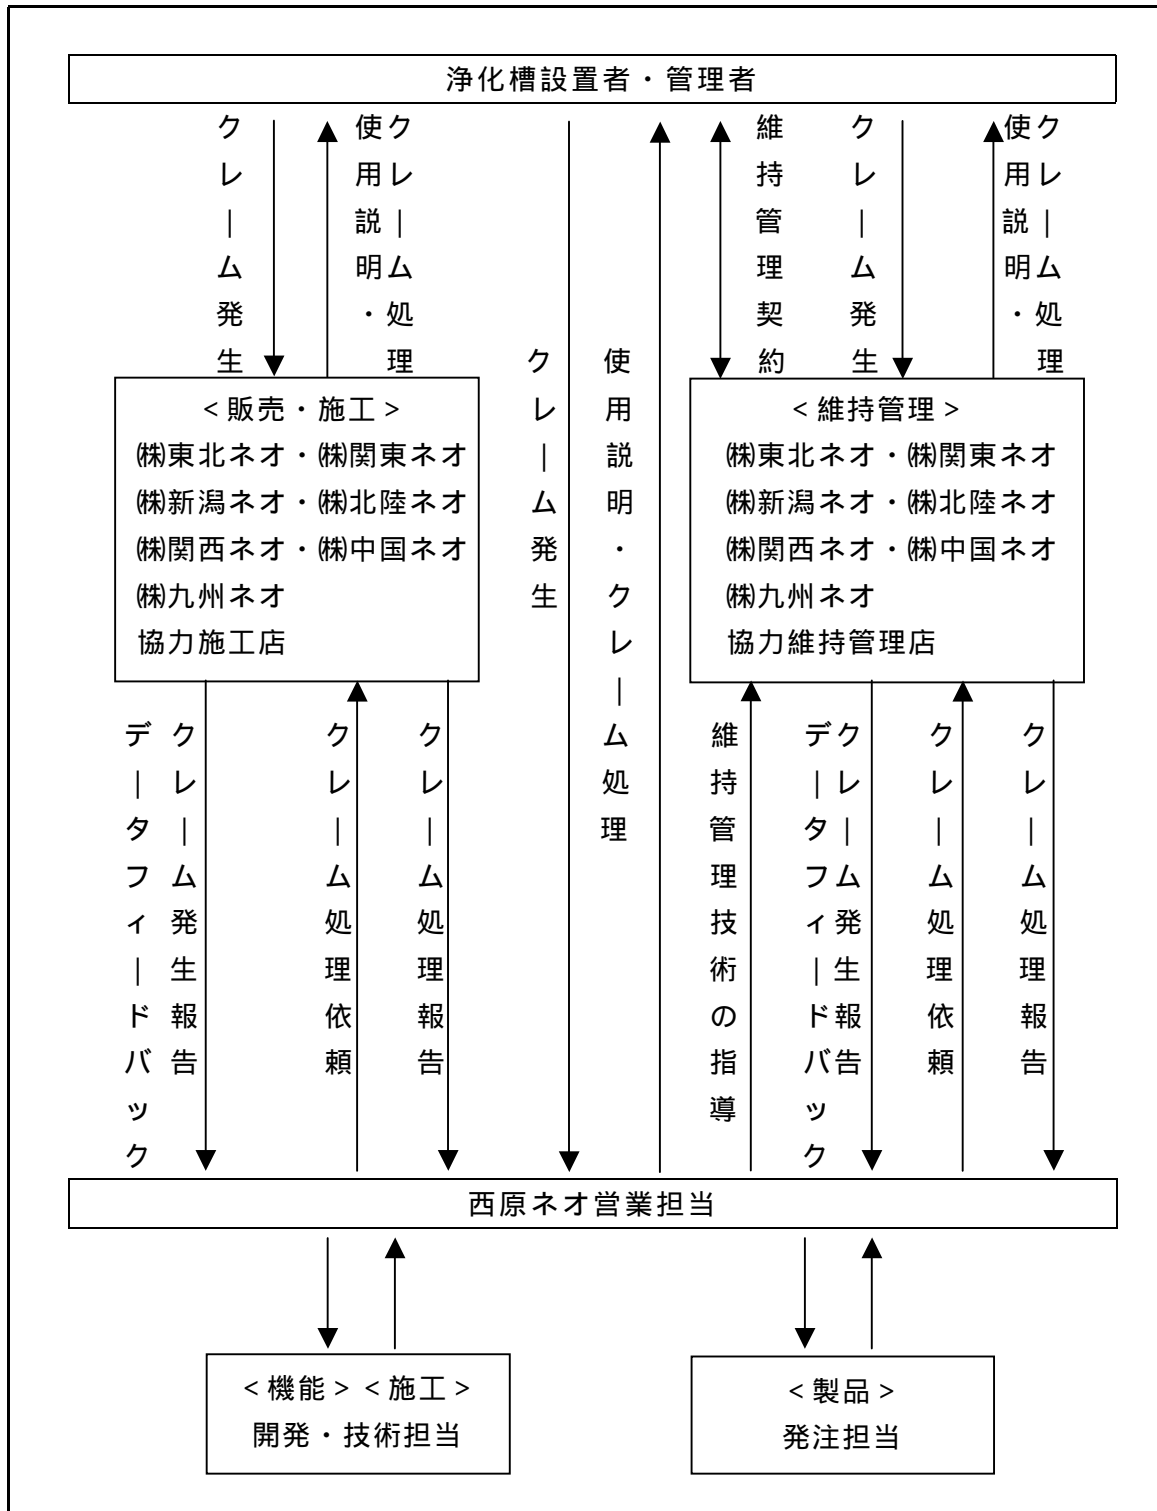 浄化槽設置者・管理者
クレーム発生
使用説明・
クレーム処理
クレーム発生
使用説明・クレーム処理
維持管理契約
クレーム発生
使用説明・
クレーム処理
<販売・施工>
㈱東北ネオ・㈱関東ネオ
㈱新潟ネオ・㈱北陸ネオ
㈱関西ネオ・㈱中国ネオ
㈱九州ネオ
協力施工店
<維持管理>
㈱東北ネオ・㈱関東ネオ
㈱新潟ネオ・㈱北陸ネオ
㈱関西ネオ・㈱中国ネオ
㈱九州ネオ
協力維持管理店
データフィードバック
クレーム発生報告
クレーム処理依頼
クレーム処理報告
維持管理技術の指導
データフィードバック
クレーム発生報告
クレーム処理依頼
クレーム処理報告
西原ネオ営業担当
<機能><施工>
開発・技術担当
<製品>
発注担当